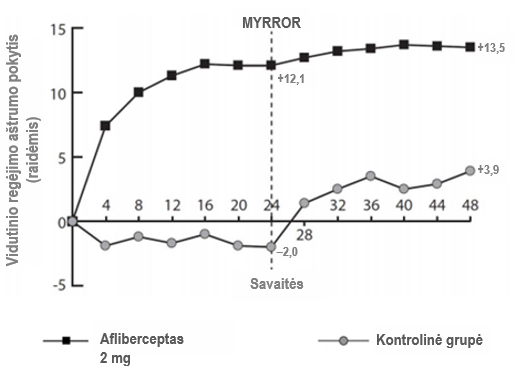 MYRROR
Vidutinio regėjimo aštrumo pokytis
(raidėmis)
15
10
5
0
-5
+12,1
+13,5
+3,9
–2,0
4 8 12 16 20 24 28 32 36 40 44 48
Savaitės
Afliberceptas
2 mg
Kontrolinė grupė